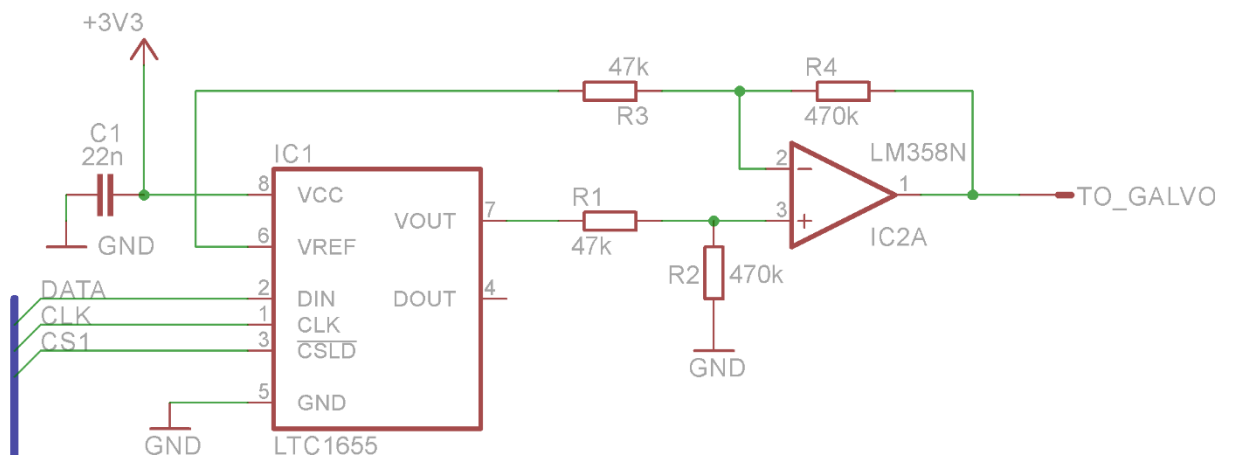 +3V3
C1
22n
GND
IC1
8 VCC
6 VREF
2 DIN
1 CLK
3 CSLD
5 GND
VOUT 7
DOUT 4
LTC1655
DATA
CLK
CS1
GND
47k
R3
R4
470k
R1
47k
R2 470k
GND
LM358N
2 -
3 +
1
IC2A
TO_GALVO